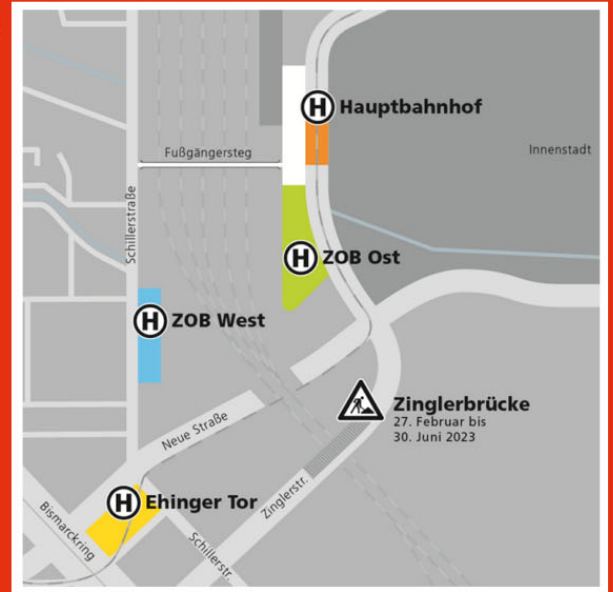 H Hauptbahnhof
Fußgängersteg
Innenstadt
Schillerstraße
H ZOB Ost
H ZOB West
Zinglerbrücke
27. Februar bis
30. Juni 2023
Neue Straße
Zinglerstr.
H Ehinger Tor
Bismarckring
Schillerstr.